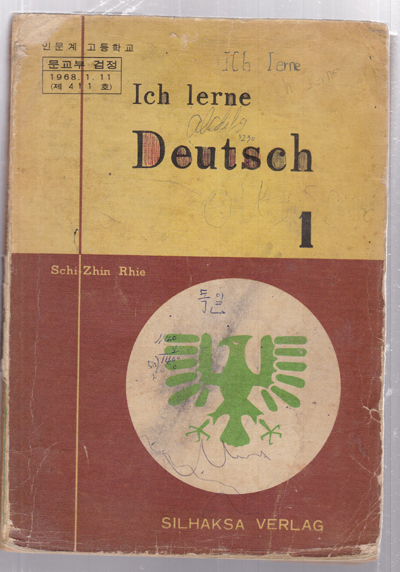 인문계 고등학교
문교부 검정
1968.1.11
(제 411 호)
Ich lerne
Ich lerne
Deutsch
1
Schi-Zhin Rhie
독일
SILHAKSA VERLAG